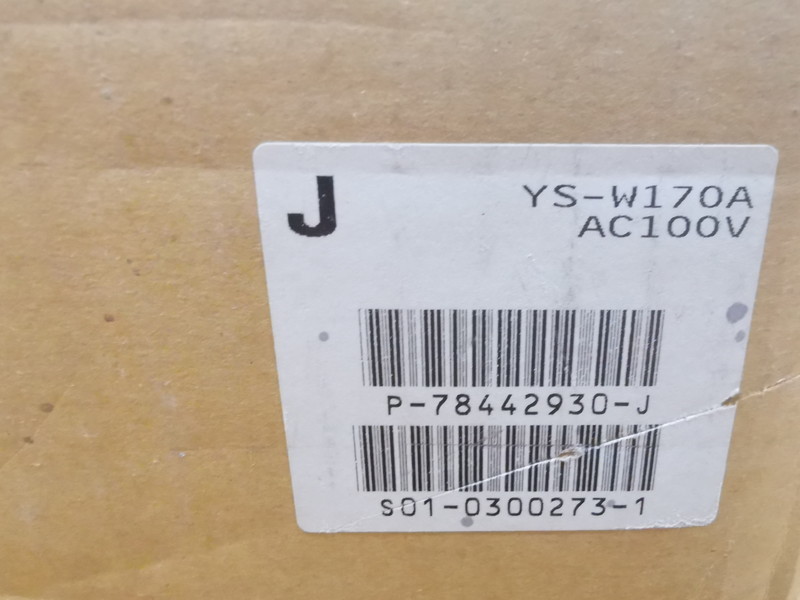 J
YS-W170A
AC100V
P-78442930-J
S01-0300273-1